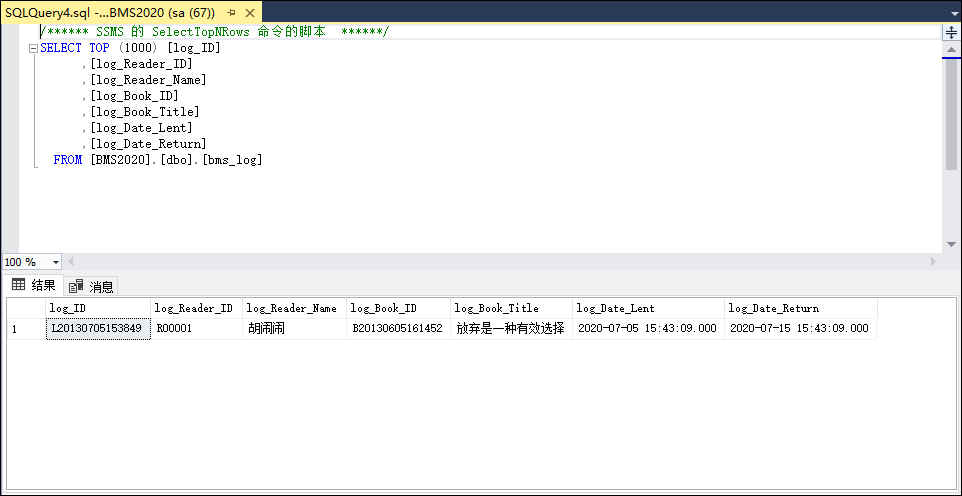 SQLQuery4.sql -...BMS2020 (sa (67))
/****** SSMS 的 SelectTopNRows 命令的脚本  ******/
SELECT TOP (1000) [log_ID]
,[log_Reader_ID]
,[log_Reader_Name]
,[log_Book_ID]
,[log_Book_Title]
,[log_Date_Lent]
,[log_Date_Return]
FROM [BMS2020].[dbo].[bms_log]
100 %
结果 消息
log_ID log_Reader_ID log_Reader_Name log_Book_ID log_Book_Title log_Date_Lent log_Date_Return
1 L20130705153849 R00001 胡闹闹 B20130605161452 放弃是一种有效选择 2020-07-05 15:43:09.000 2020-07-15 15:43:09.000